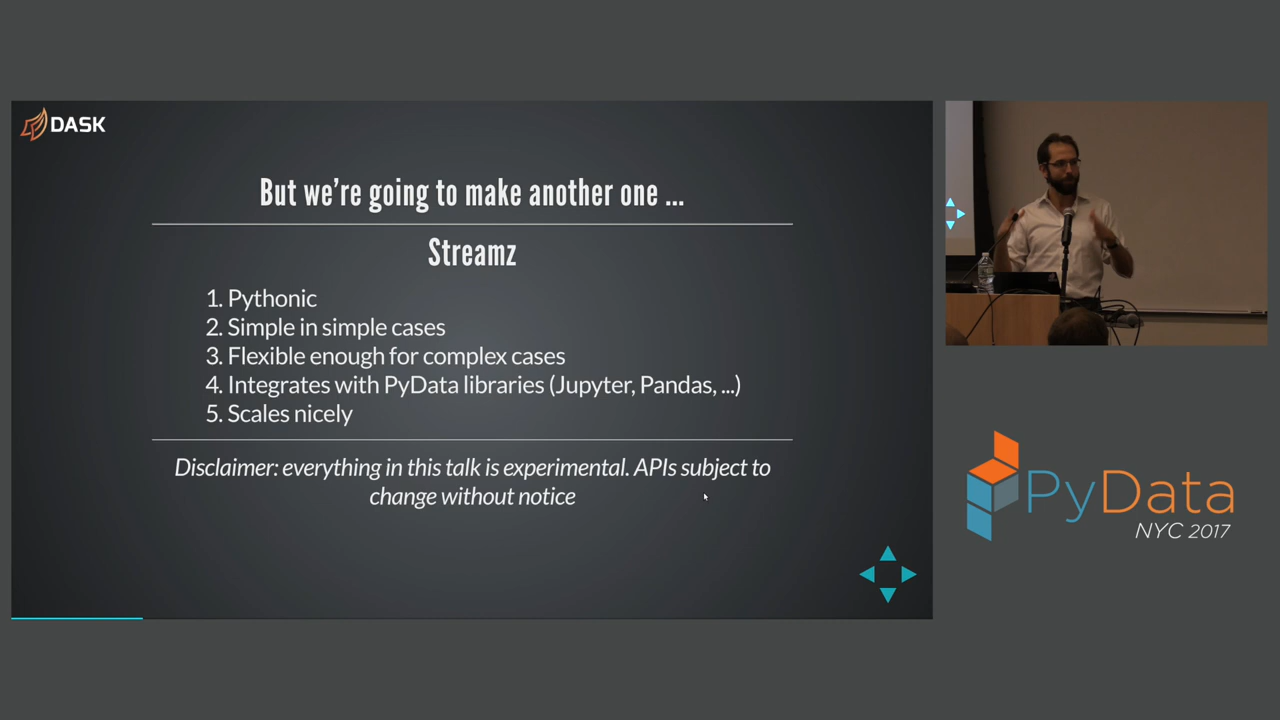 DASK
But we're going to make another one ...
Streamz
1. Pythonic
2. Simple in simple cases
3. Flexible enough for complex cases
4. Integrates with PyData libraries (Jupyter, Pandas, ...)
5. Scales nicely
Disclaimer: everything in this talk is experimental. APIs subject to
change without notice
PyData
NYC 2017